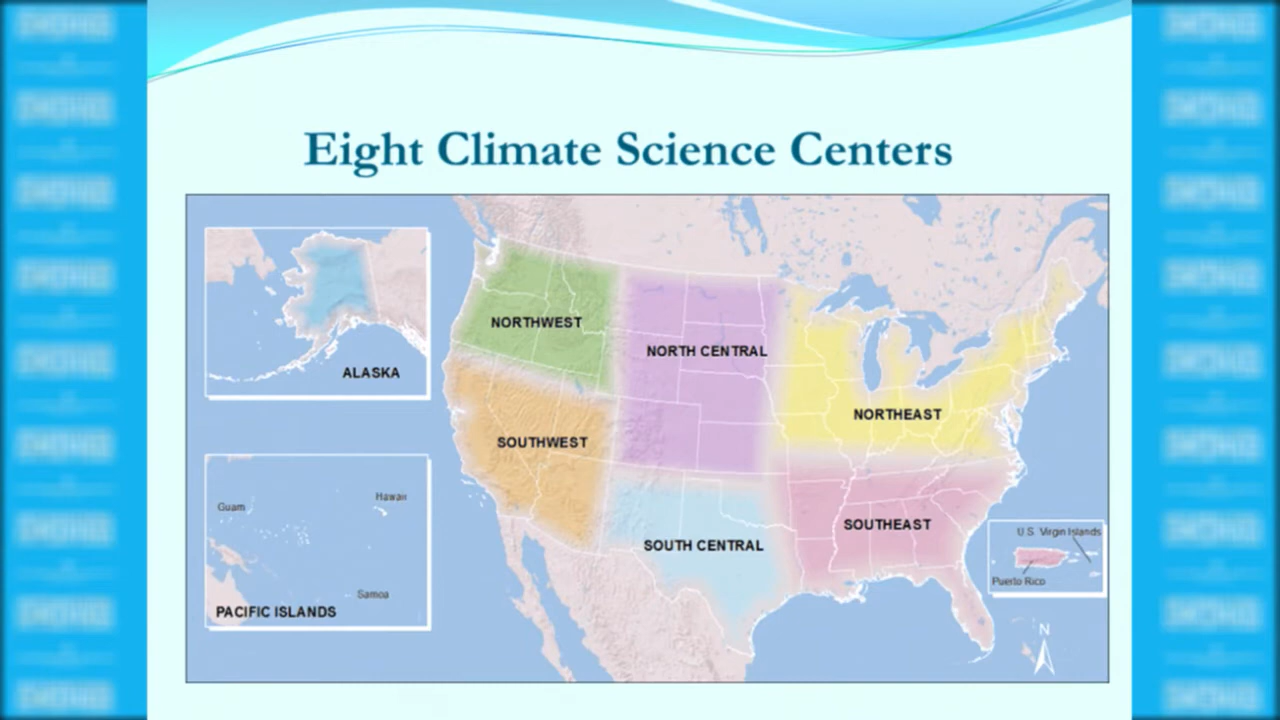 Eight Climate Science Centers
ALASKA
NORTHWEST
NORTH CENTRAL
NORTHEAST
SOUTHWEST
SOUTHEAST
SOUTH CENTRAL
Guam
Hawaii
Samoa
PACIFIC ISLANDS
U.S. Virgin Islands
Puerto Rico
N